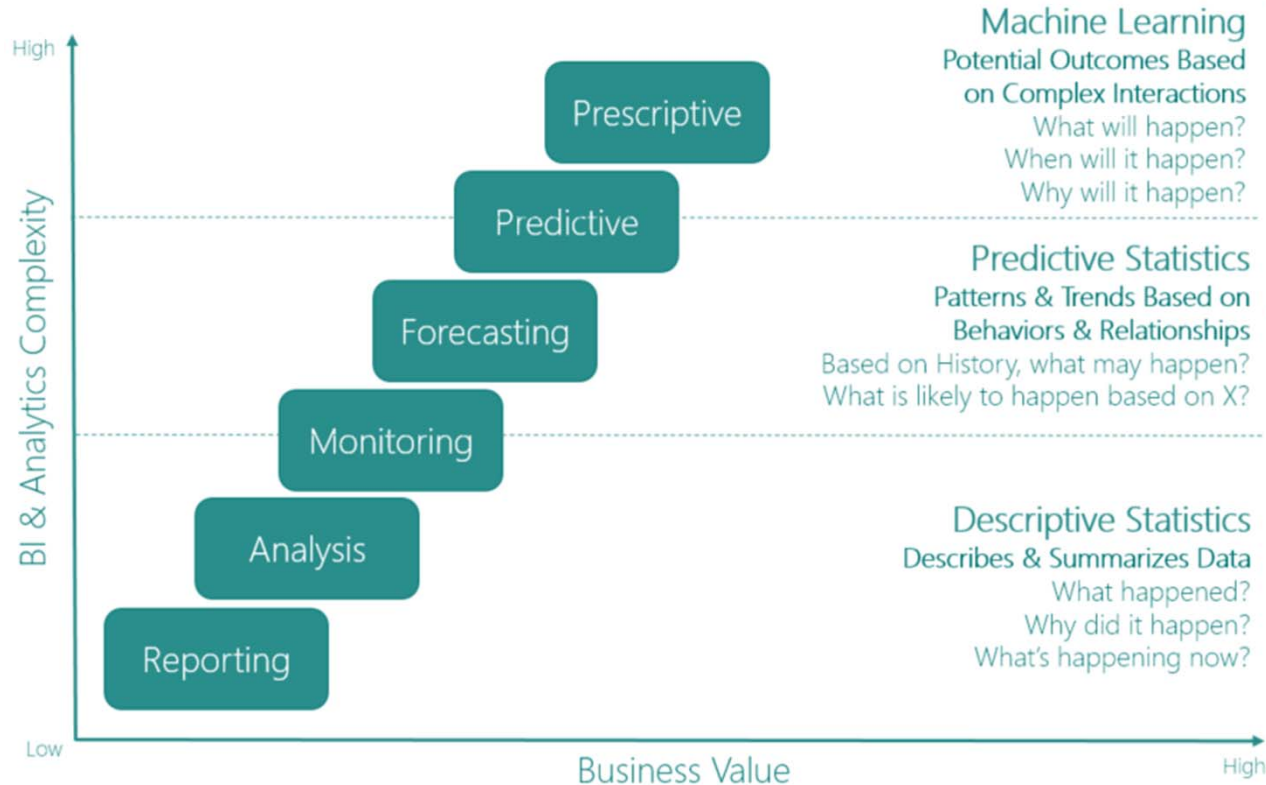 High
BI & Analytics Complexity
Low
Prescriptive
Predictive
Forecasting
Monitoring
Analysis
Reporting
Machine Learning
Potential Outcomes Based
on Complex Interactions
What will happen?
When will it happen?
Why will it happen?
Predictive Statistics
Patterns & Trends Based on
Behaviors & Relationships
Based on History, what may happen?
What is likely to happen based on X?
Descriptive Statistics
Describes & Summarizes Data
What happened?
Why did it happen?
What's happening now?
Business Value
High